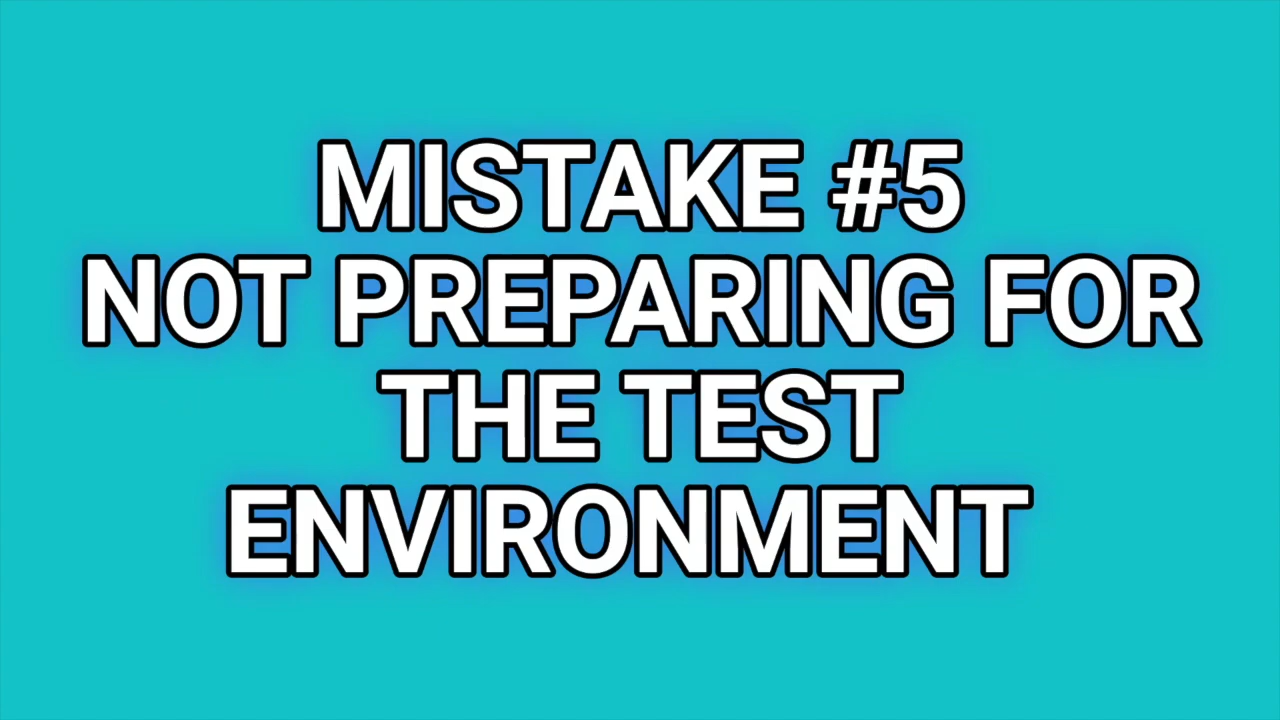 MISTAKE #5
NOT PREPARING FOR
THE TEST
ENVIRONMENT